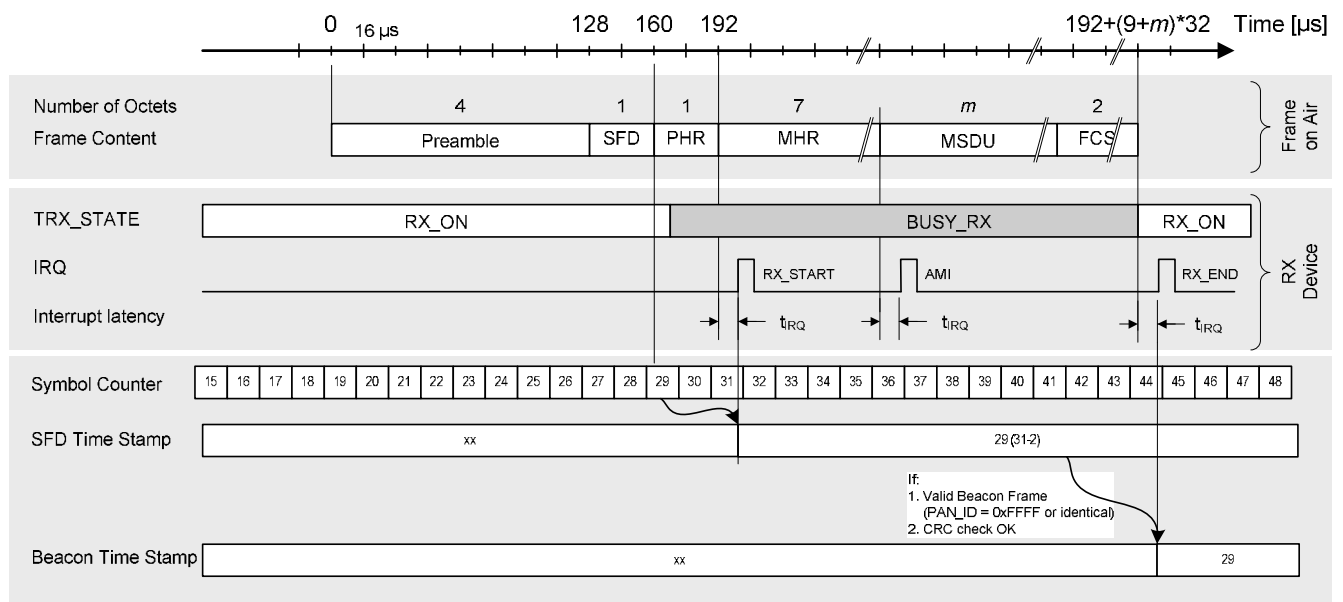 0 16 µs 128 160 192 192+(9+m)*32 Time [µs]
Number of Octets 4 1 1 7 m 2
Frame Content Preamble SFD PHR MHR MSDU FCS
Frame on Air
TRX_STATE RX_ON BUSY_RX RX_ON
IRQ RX_START AMI RX_END
Interrupt latency tIRQ tIRQ tIRQ
RX Device
Symbol Counter 15 16 17 18 19 20 21 22 23 24 25 26 27 28 29 30 31 32 33 34 35 36 37 38 39 40 41 42 43 44 45 46 47 48
SFD Time Stamp xx 29 (31-2)
If:
1. Valid Beacon Frame
(PAN_ID = 0xFFFF or identical)
2. CRC check OK
Beacon Time Stamp xx 29